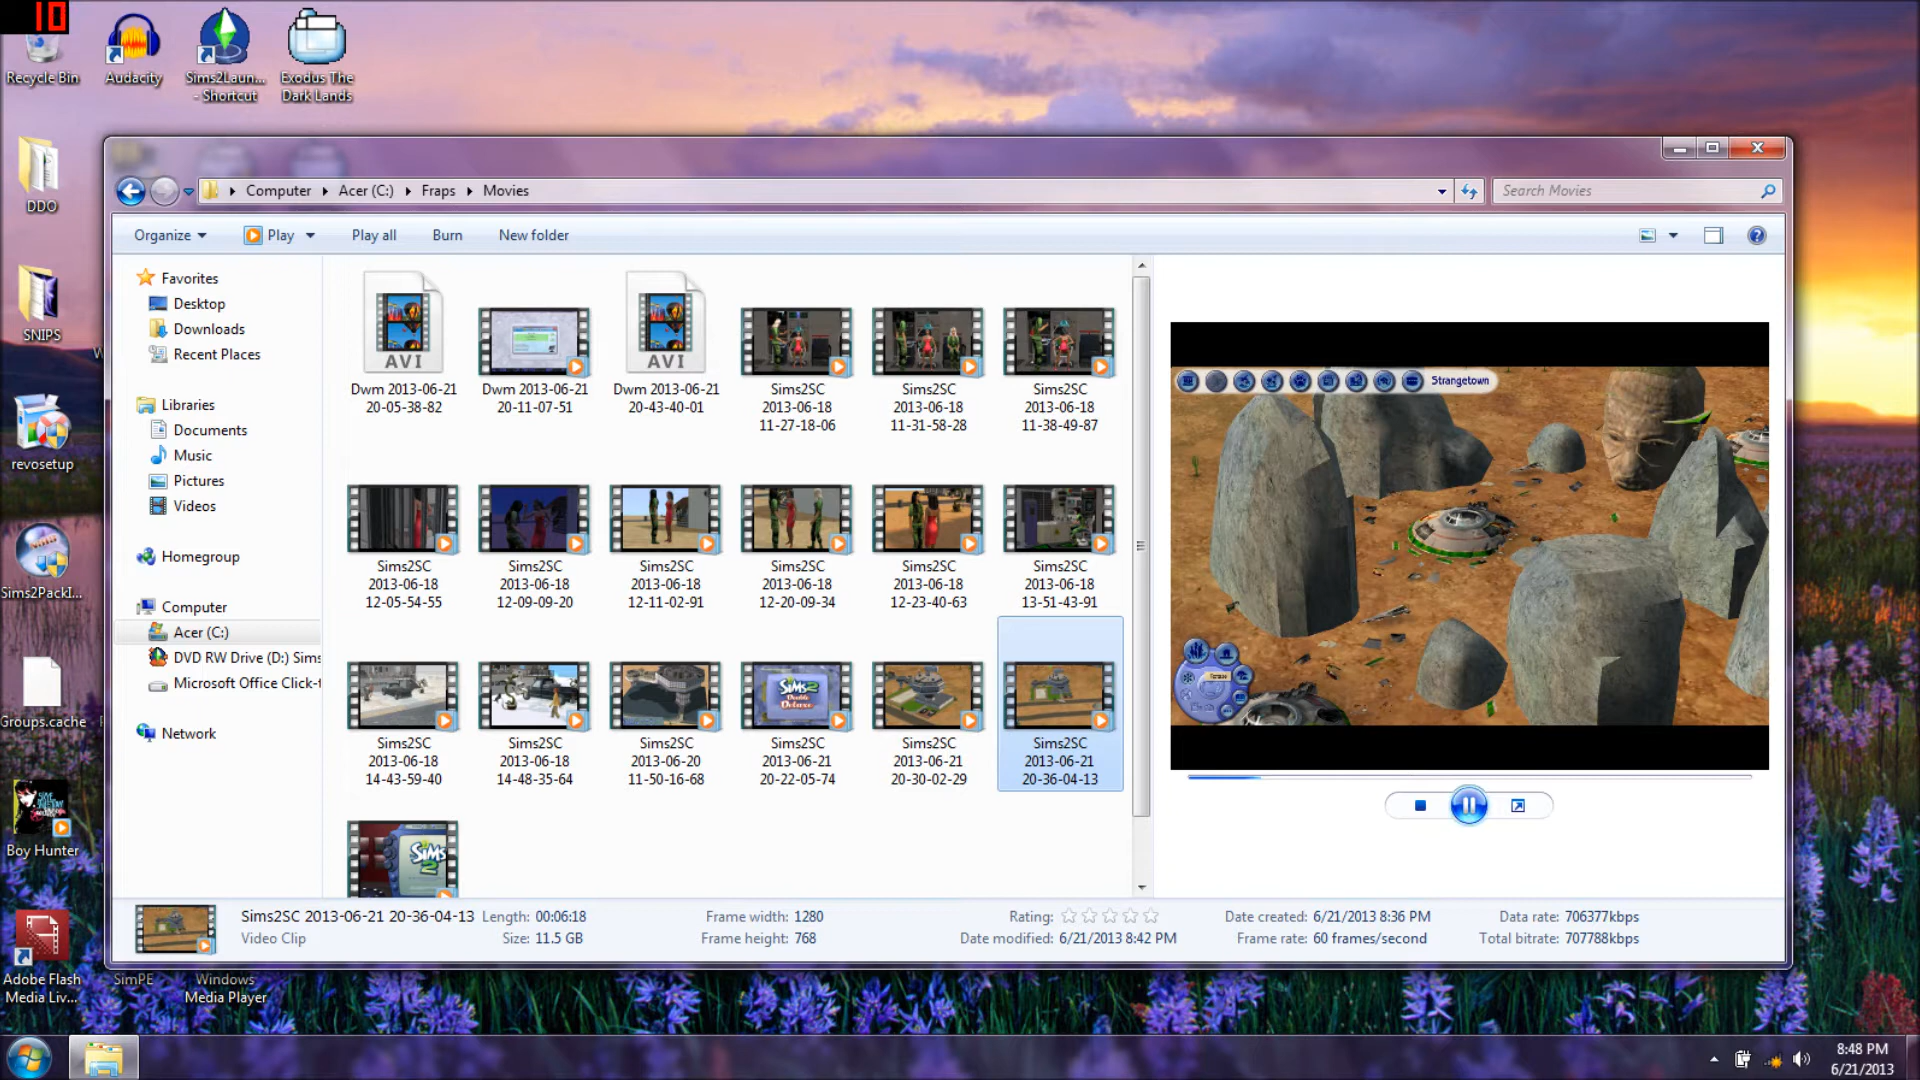 10
Recycle Bin
Audacity
Sims2Laun...
- Shortcut
Exodus The
Dark Lands
DDO
SNIPS
W
revosetup
Sims2PackI...
Groups.cache
Boy Hunter
Adobe Flash
Media Liv...
SimPE
Windows
Media Player
Computer
Acer (C:)
Fraps
Movies
Search Movies
Organize
Play
Play all
Burn
New folder
Favorites
Desktop
Downloads
Recent Places
Libraries
Documents
Music
Pictures
Videos
Homegroup
Computer
Acer (C:)
DVD RW Drive (D:) Sims
Microsoft Office Click-t
Network
AVI
Dwm 2013-06-21
20-05-38-82
Dwm 2013-06-21
20-11-07-51
AVI
Dwm 2013-06-21
20-43-40-01
Sims2SC
2013-06-18
11-27-18-06
Sims2SC
2013-06-18
11-31-58-28
Sims2SC
2013-06-18
11-38-49-87
Sims2SC
2013-06-18
12-05-54-55
Sims2SC
2013-06-18
12-09-09-20
Sims2SC
2013-06-18
12-11-02-91
Sims2SC
2013-06-18
12-20-09-34
Sims2SC
2013-06-18
12-23-40-63
Sims2SC
2013-06-18
13-51-43-91
Sims2SC
2013-06-18
14-43-59-40
Sims2SC
2013-06-18
14-48-35-64
Sims2SC
2013-06-20
11-50-16-68
SiMS2
Double
Deluxe
Sims2SC
2013-06-21
20-22-05-74
Sims2SC
2013-06-21
20-30-02-29
Sims2SC
2013-06-21
20-36-04-13
SiMS
2
Strangetown
Sims2SC 2013-06-21 20-36-04-13
Video Clip
Length: 00:06:18
Size: 11.5 GB
Frame width: 1280
Frame height: 768
Rating:
Date modified: 6/21/2013 8:42 PM
Date created: 6/21/2013 8:36 PM
Frame rate: 60 frames/second
Data rate: 706377kbps
Total bitrate: 707788kbps
8:48 PM
6/21/2013